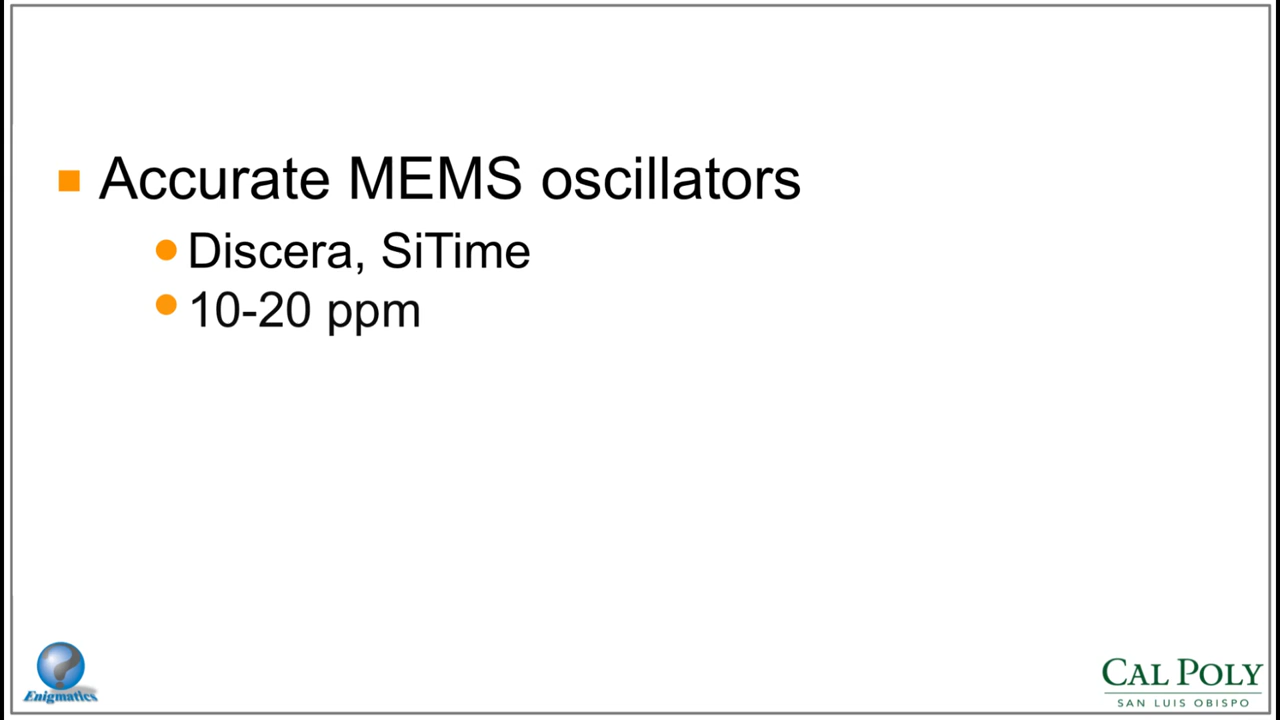 Accurate MEMS oscillators
Discera, SiTime
10-20 ppm
Enigmatics
CAL POLY
SAN LUIS OBISPO